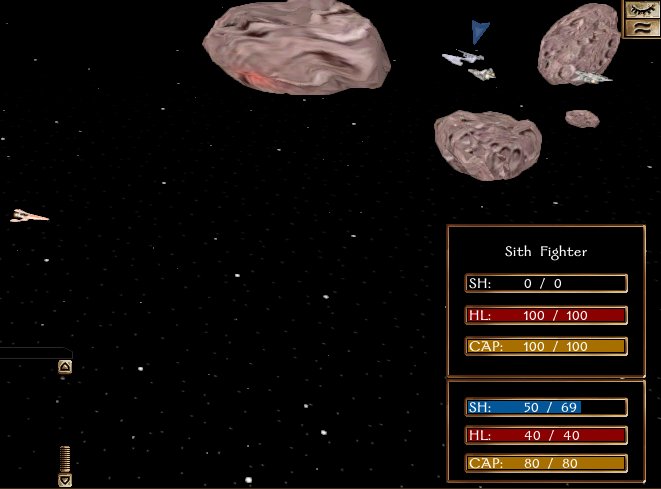 Sith Fighter
SH: 0 / 0
HL: 100 / 100
CAP: 100 / 100
SH: 50 / 69
HL: 40 / 40
CAP: 80 / 80